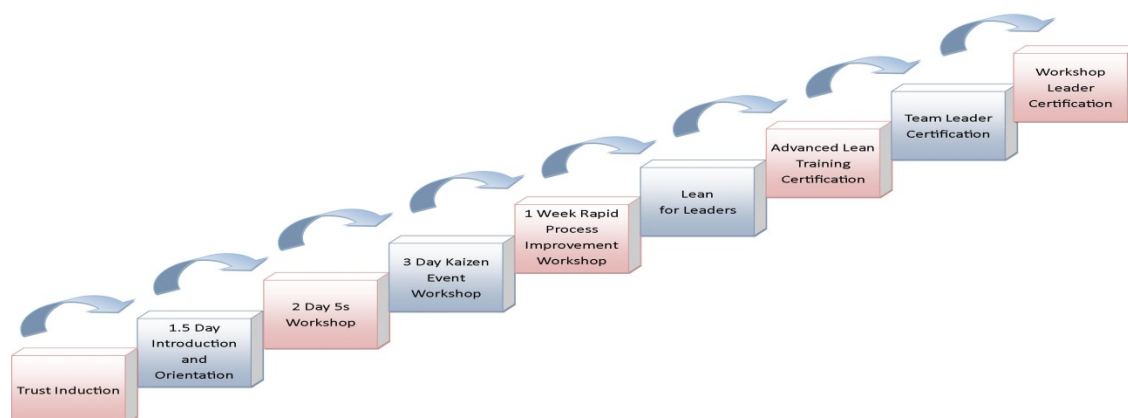 Trust Induction
1.5 Day
Introduction
and
Orientation
2 Day 5s
Workshop
3 Day Kaizen
Event
Workshop
1 Week Rapid
Process
Improvement
Workshop
Lean
for Leaders
Advanced Lean
Training
Certification
Team Leader
Certification
Workshop
Leader
Certification